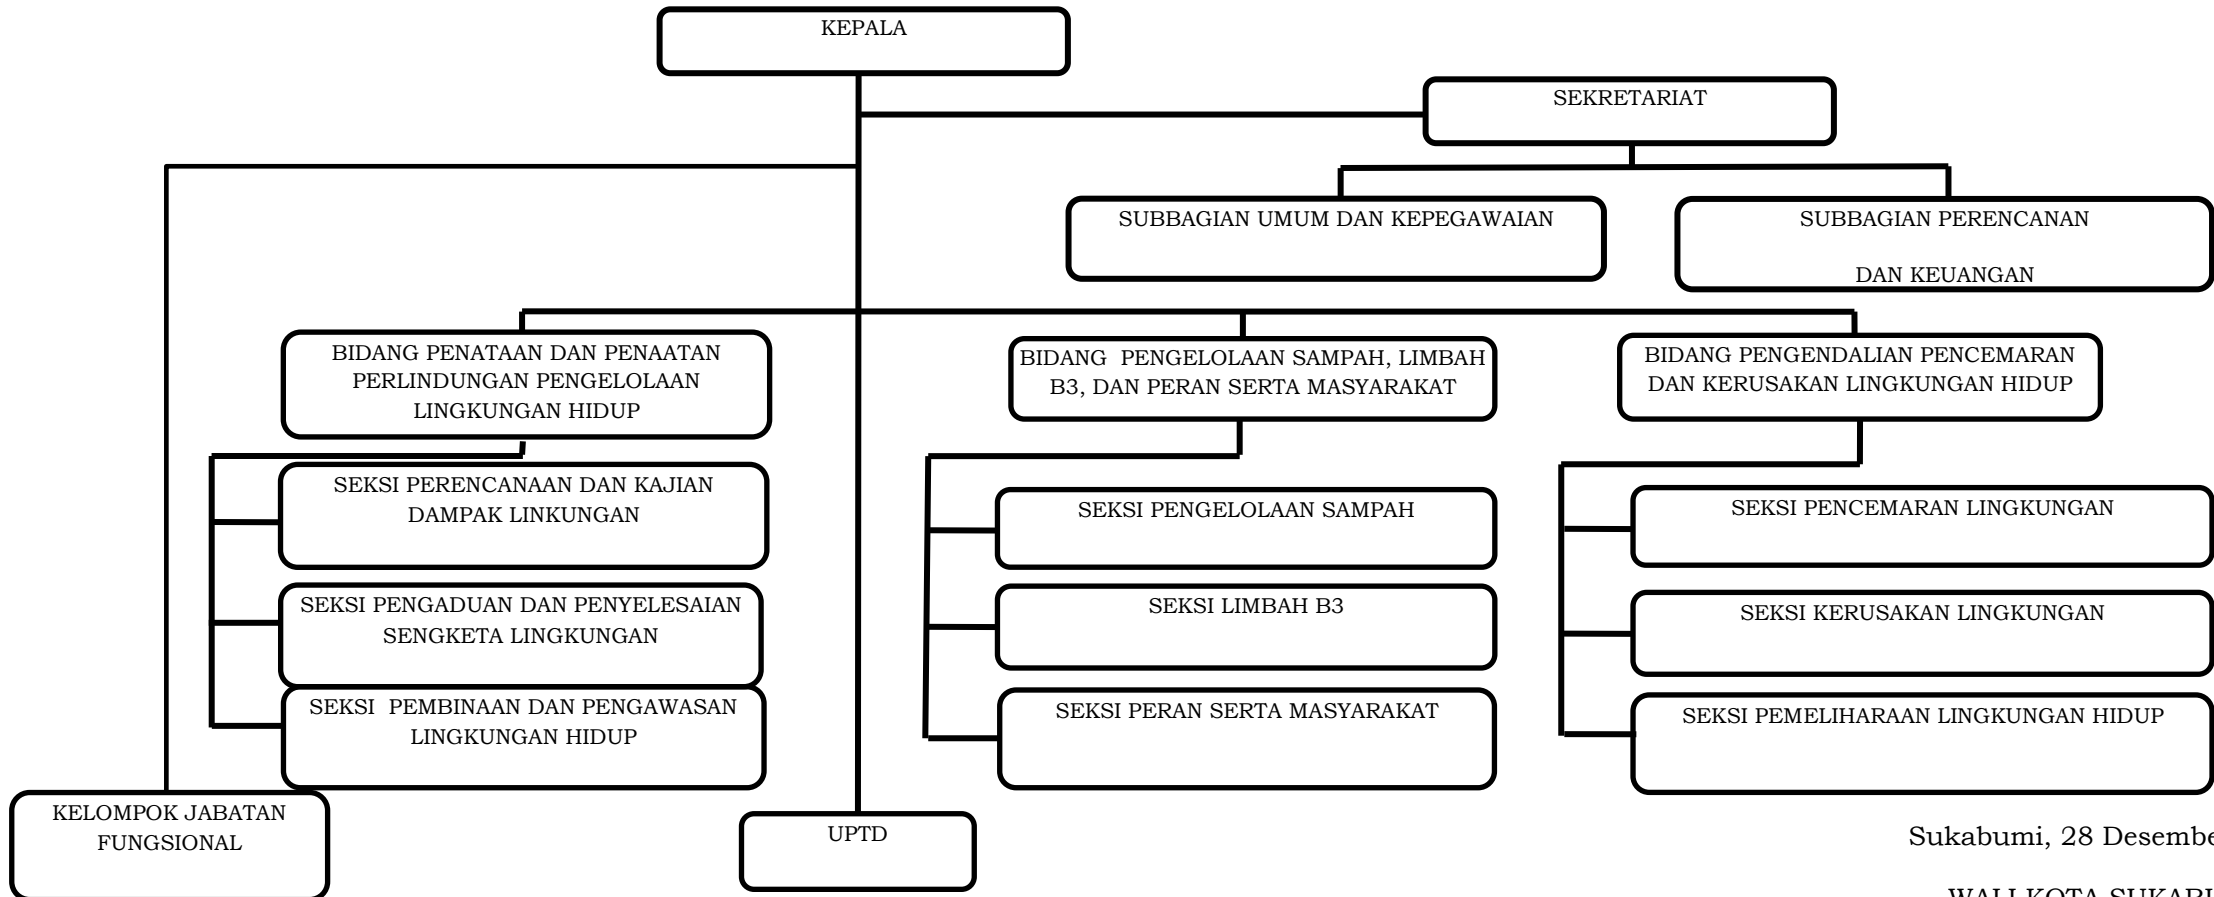 KEPALA
SEKRETARIAT
SUBBAGIAN UMUM DAN KEPEGAWAIAN
SUBBAGIAN PERENCANAN
DAN KEUANGAN
BIDANG PENATAAN DAN PENAATAN
PERLINDUNGAN PENGELOLAAN
LINGKUNGAN HIDUP
BIDANG  PENGELOLAAN SAMPAH, LIMBAH
B3, DAN PERAN SERTA MASYARAKAT
BIDANG PENGENDALIAN PENCEMARAN
DAN KERUSAKAN LINGKUNGAN HIDUP
SEKSI PERENCANAAN DAN KAJIAN
DAMPAK LINKUNGAN
SEKSI PENGADUAN DAN PENYELESAIAN
SENGKETA LINGKUNGAN
SEKSI  PEMBINAAN DAN PENGAWASAN
LINGKUNGAN HIDUP
SEKSI PENGELOLAAN SAMPAH
SEKSI LIMBAH B3
SEKSI PERAN SERTA MASYARAKAT
SEKSI PENCEMARAN LINGKUNGAN
SEKSI KERUSAKAN LINGKUNGAN
SEKSI PEMELIHARAAN LINGKUNGAN HIDUP
KELOMPOK JABATAN
FUNGSIONAL
UPTD
Sukabumi, 28 Desembe
WALI KOTA